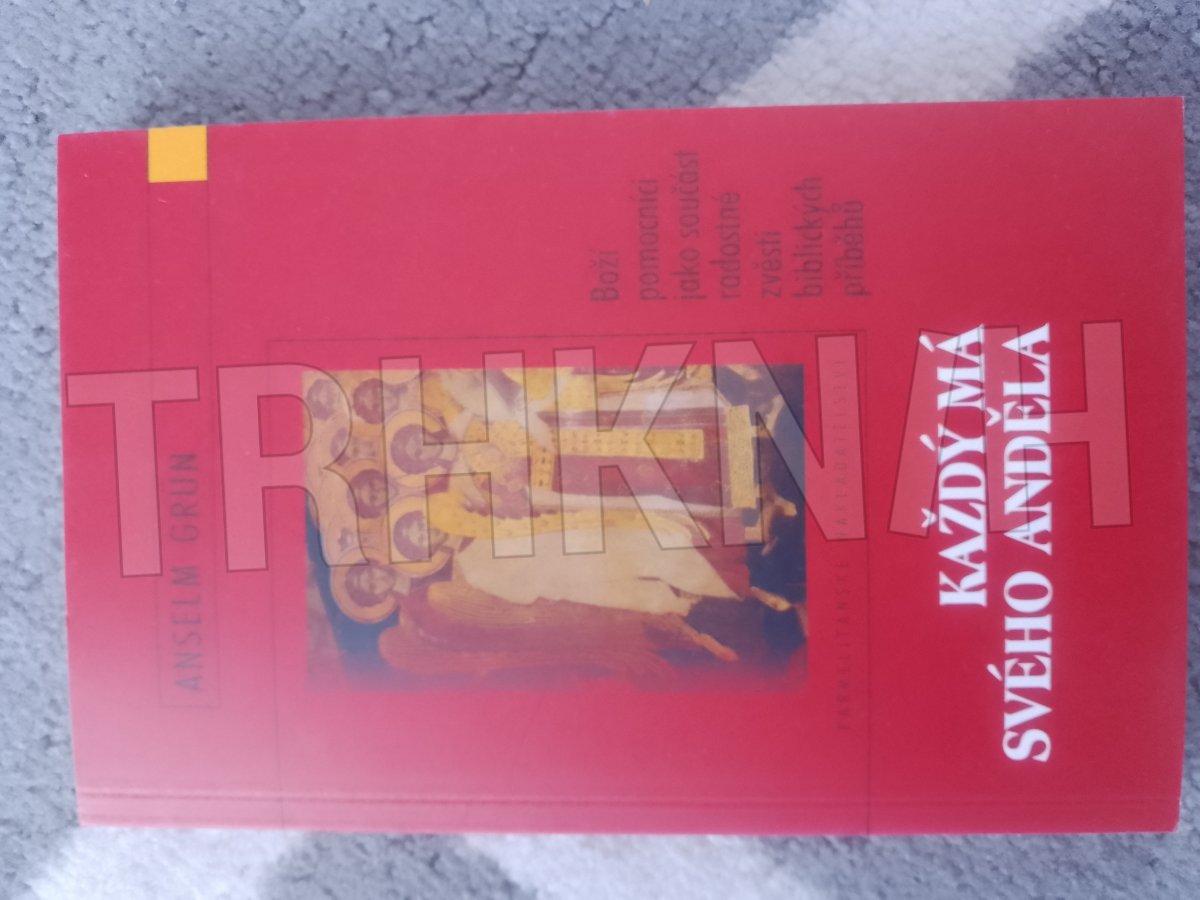 ANSELM GRÜN
Boží
pomocníci
jako součást
radostné
zvěsti
biblických
příběhů
KARMELITÁNSKÉ NAKLADATELSTVÍ
KAŽDÝ MÁ
SVÉHO ANDĚLA
TRHKNIH